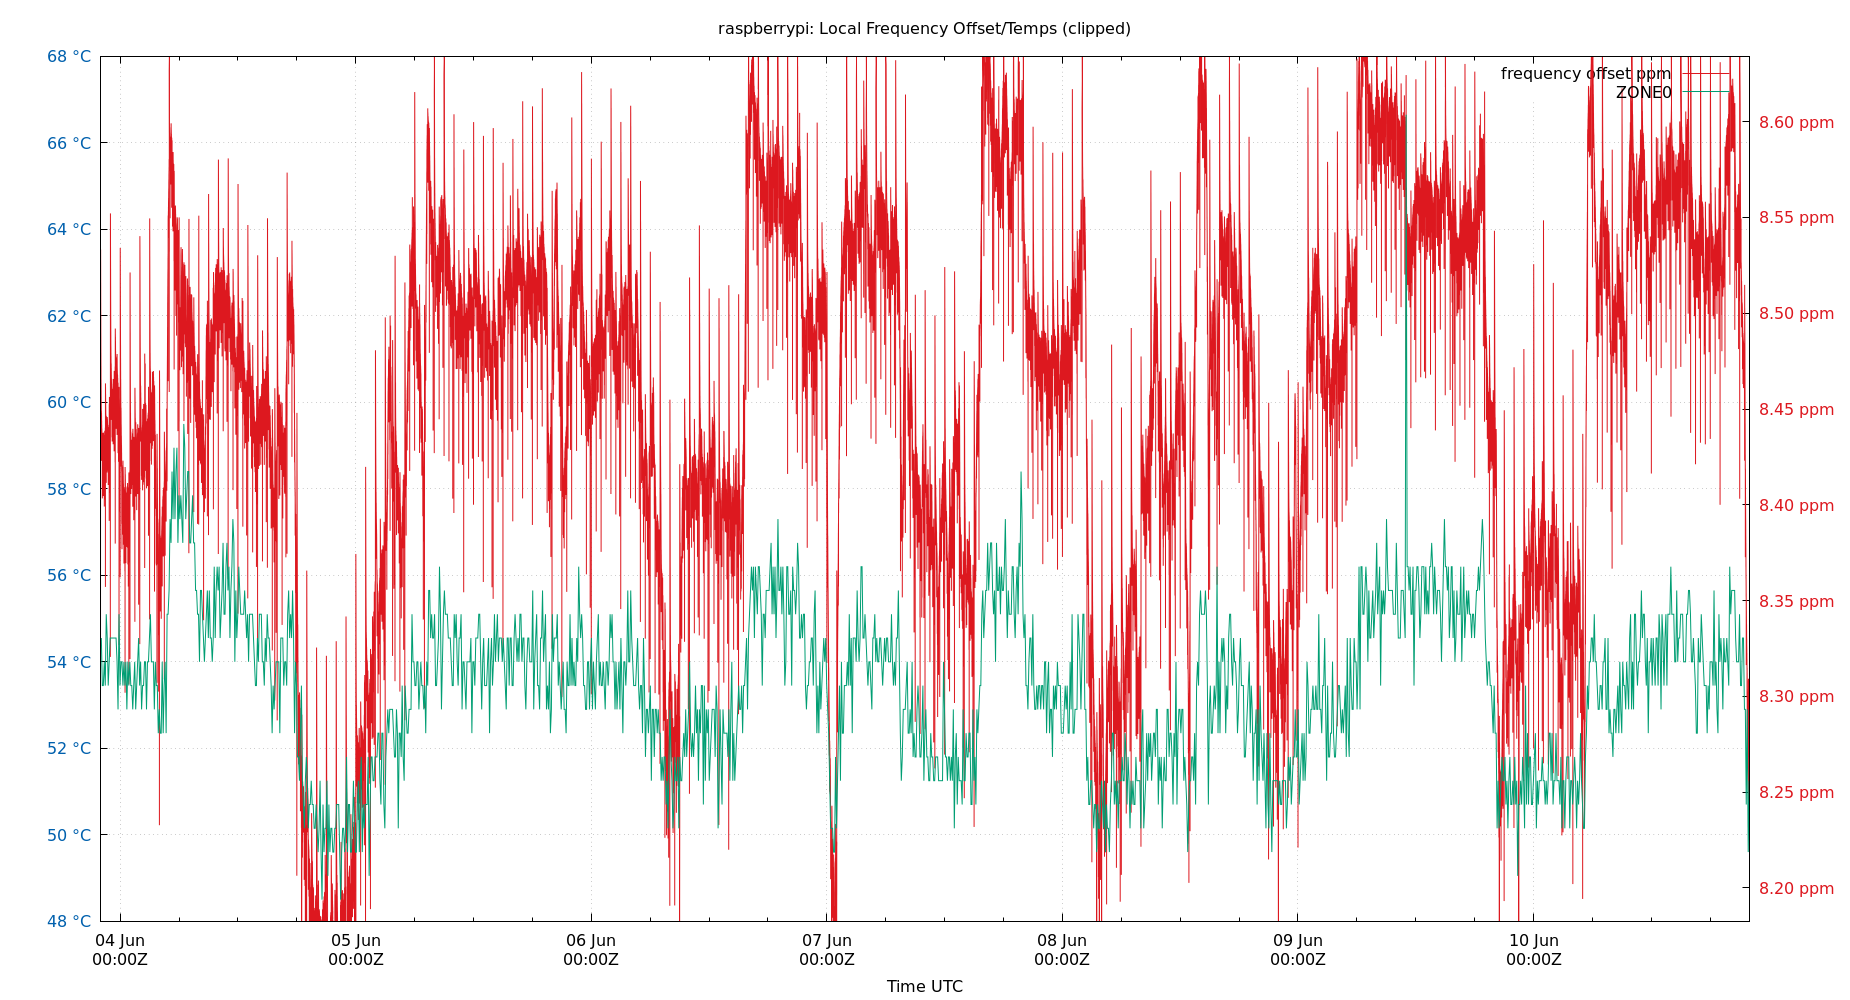 raspberrypi: Local Frequency Offset/Temps (clipped)
68 °C
66 °C
64 °C
62 °C
60 °C
58 °C
56 °C
54 °C
52 °C
50 °C
48 °C
frequency offset ppm
ZONE0
8.60 ppm
8.55 ppm
8.50 ppm
8.45 ppm
8.40 ppm
8.35 ppm
8.30 ppm
8.25 ppm
8.20 ppm
04 Jun
00:00Z
05 Jun
00:00Z
06 Jun
00:00Z
07 Jun
00:00Z
08 Jun
00:00Z
09 Jun
00:00Z
10 Jun
00:00Z
Time UTC